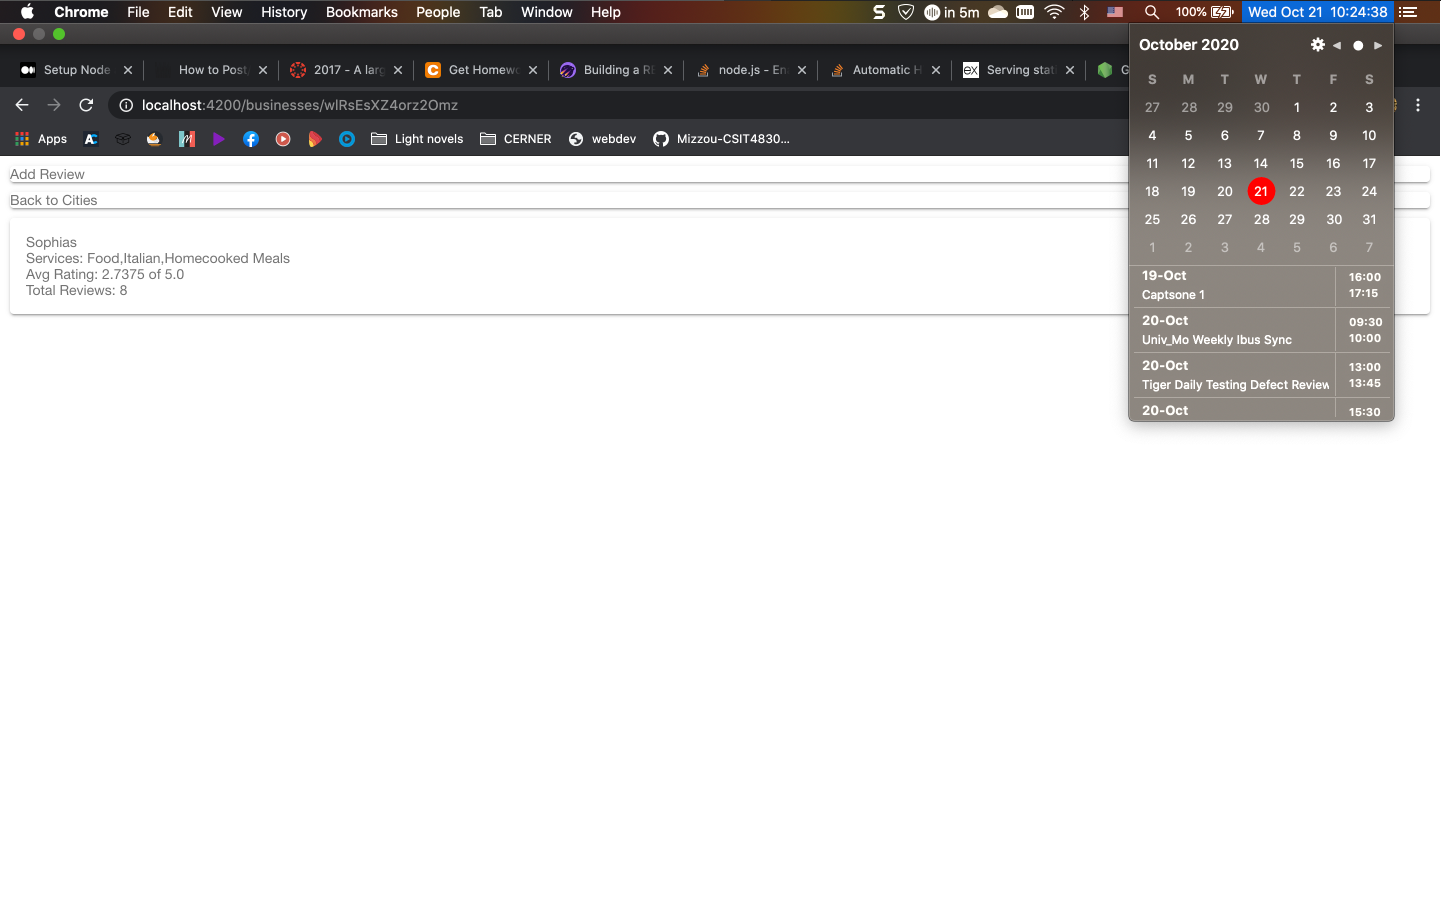 Chrome File Edit View History Bookmarks People Tab Window Help
in 5m 100% Wed Oct 21 10:24:38
Setup Node
How to Post
2017 - A larg
Get Homewo
Building a RE
node.js - En
Automatic H
ex Serving stat
G
localhost:4200/businesses/
Apps
Light novels
CERNER
webdev
Mizzou-CSIT4830...
Add Review
Back to Cities
Sophias
Services: Food,Italian,Homecooked Meals
Avg Rating: 2.7375 of 5.0
Total Reviews: 8
October 2020
S M T W T F S
27 28 29 30 1 2 3
4 5 6 7 8 9 10
11 12 13 14 15 16 17
18 19 20 21 22 23 24
25 26 27 28 29 30 31
1 2 3 4 5 6 7
19-Oct 16:00
Captsone 1 17:15
20-Oct 09:30
Univ_Mo Weekly Ibus Sync 10:00
20-Oct 13:00
Tiger Daily Testing Defect Review 13:45
20-Oct 15:30